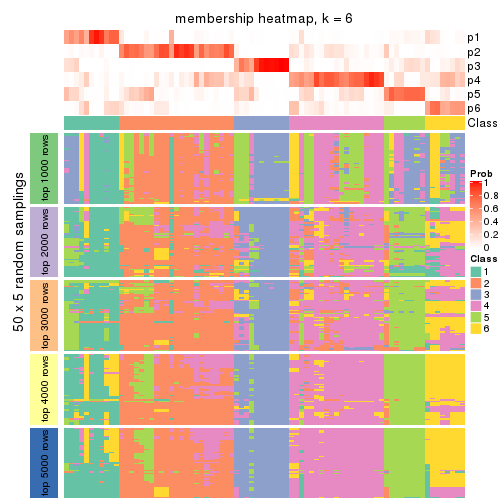 membership heatmap, k = 6
p1
p2
p3
p4
p5
p6
Class
50 x 5 random samplings
top 1000 rows
top 2000 rows
top 3000 rows
top 4000 rows
top 5000 rows
Prob
1
0.8
0.6
0.4
0.2
0
Class
1
2
3
4
5
6